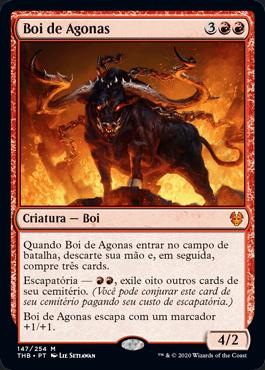 Boi de Agonas 3
Criatura — Boi
Quando Boi de Agonas entrar no campo de
batalha, descarte sua mão e, em seguida,
compre três cards.
Escapatória — , exile oito outros cards de
seu cemitério. (Você pode conjurar este card de
seu cemitério pagando seu custo de escapatória.)
Boi de Agonas escapa com um marcador
+1/+1.
4/2
147/254 M
THB • PT Lie Setiawan
™ & © 2020 Wizards of the Coast